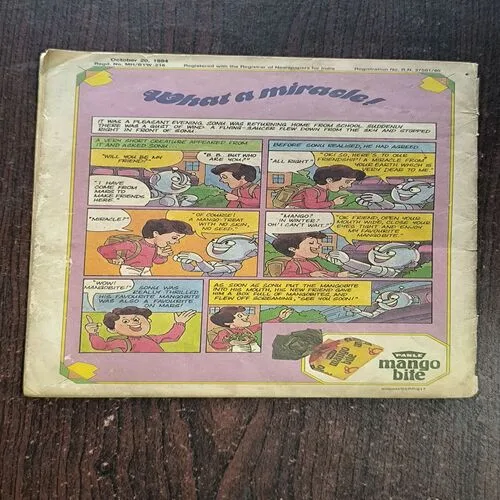 October 20, 1984
Regd. No. MH/BYW-216
Registered with the Registrar of Newspapers for India
Registration No. R.N.
What a miracle!
IT WAS A PLEASANT EVENING, SONU WAS RETURNING HOME FROM SCHOOL. SUDDENLY
THERE WAS A GUST OF WIND. A FLYING-SAUCER FLEW DOWN FROM THE SKY AND STOPPED
RIGHT IN FRONT OF SONU.
A VERY SHORT CREATURE APPEARED FROM
IT AND ASKED SONU,
"WILL YOU BE MY
FRIEND?"
"B..BUT WHO
ARE YOU?"
"I HAVE
COME FROM
MARS TO
MAKE FRIENDS
HERE.
BEFORE SONU REALISED, HE HAD AGREED.
"ALL RIGHT"
"OK! SO, HERE'S TO OUR
FRIENDSHIP!! A MIRACLE FROM
YOUR EARTH WHICH IS
VERY DEAR TO ME."
"MIRACLE?"
OF COURSE!
A MANGO TREAT
WITH NO SKIN,
NO SEED."
"MANGO?
IN WINTER?
OH! I CAN'T WAIT."
"OK FRIEND, OPEN YOUR
MOUTH WIDE, CLOSE YOUR
EYES TIGHT AND ENJOY
MY FAVOURITE
MANGOBITE."
"WOW!
MANGOBITE!"
SONU WAS
REALLY THRILLED,
HIS FAVOURITE MANGOBITE
WAS ALSO A FAVOURITE
ON MARS!
AS SOON AS SONU PUT THE MANGOBITE
INTO HIS MOUTH, HIS NEW FRIEND GAVE
HIM A BOX FULL OF MANGOBITES, AND
FLEW OFF SCREAMING, "SEE YOU SOON!"
mango
bite
PARLE
mango
bite